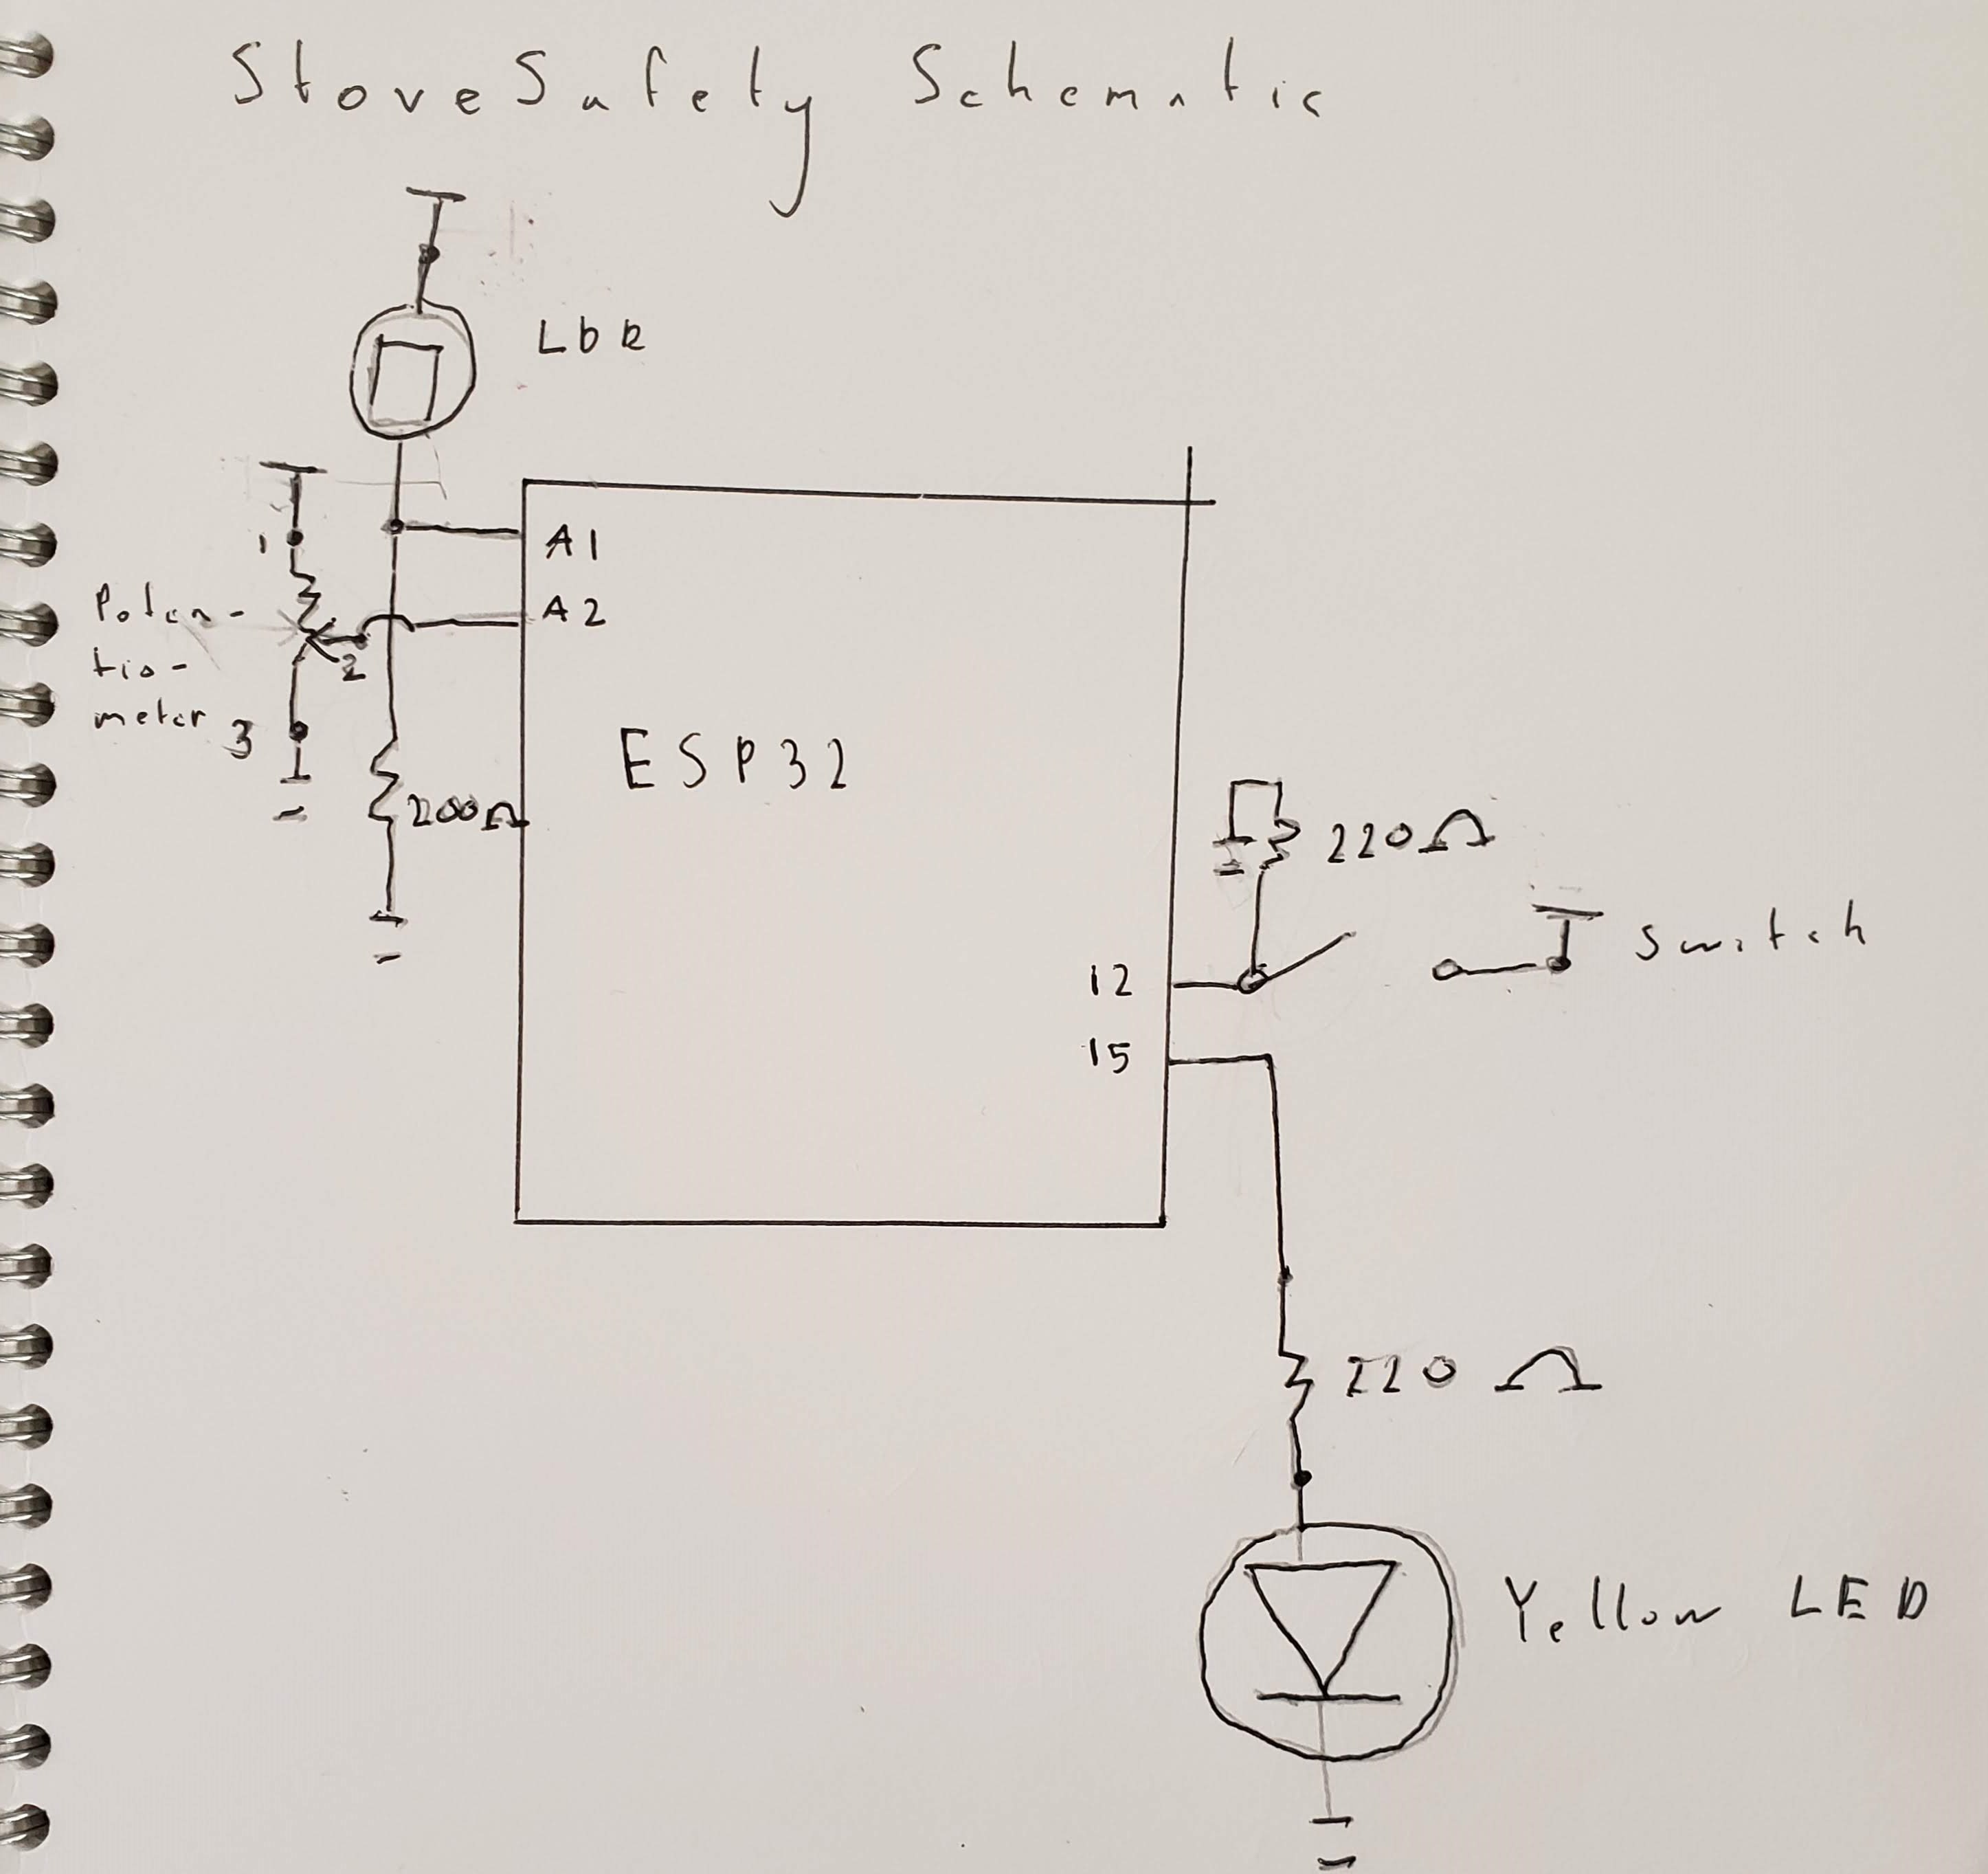 StoveSafety Schematic
LDR
A1
A2
1
Poten-
tio-
meter
2
3
ESP32
200Ω
220Ω
Switch
12
15
220 Ω
Yellow LED